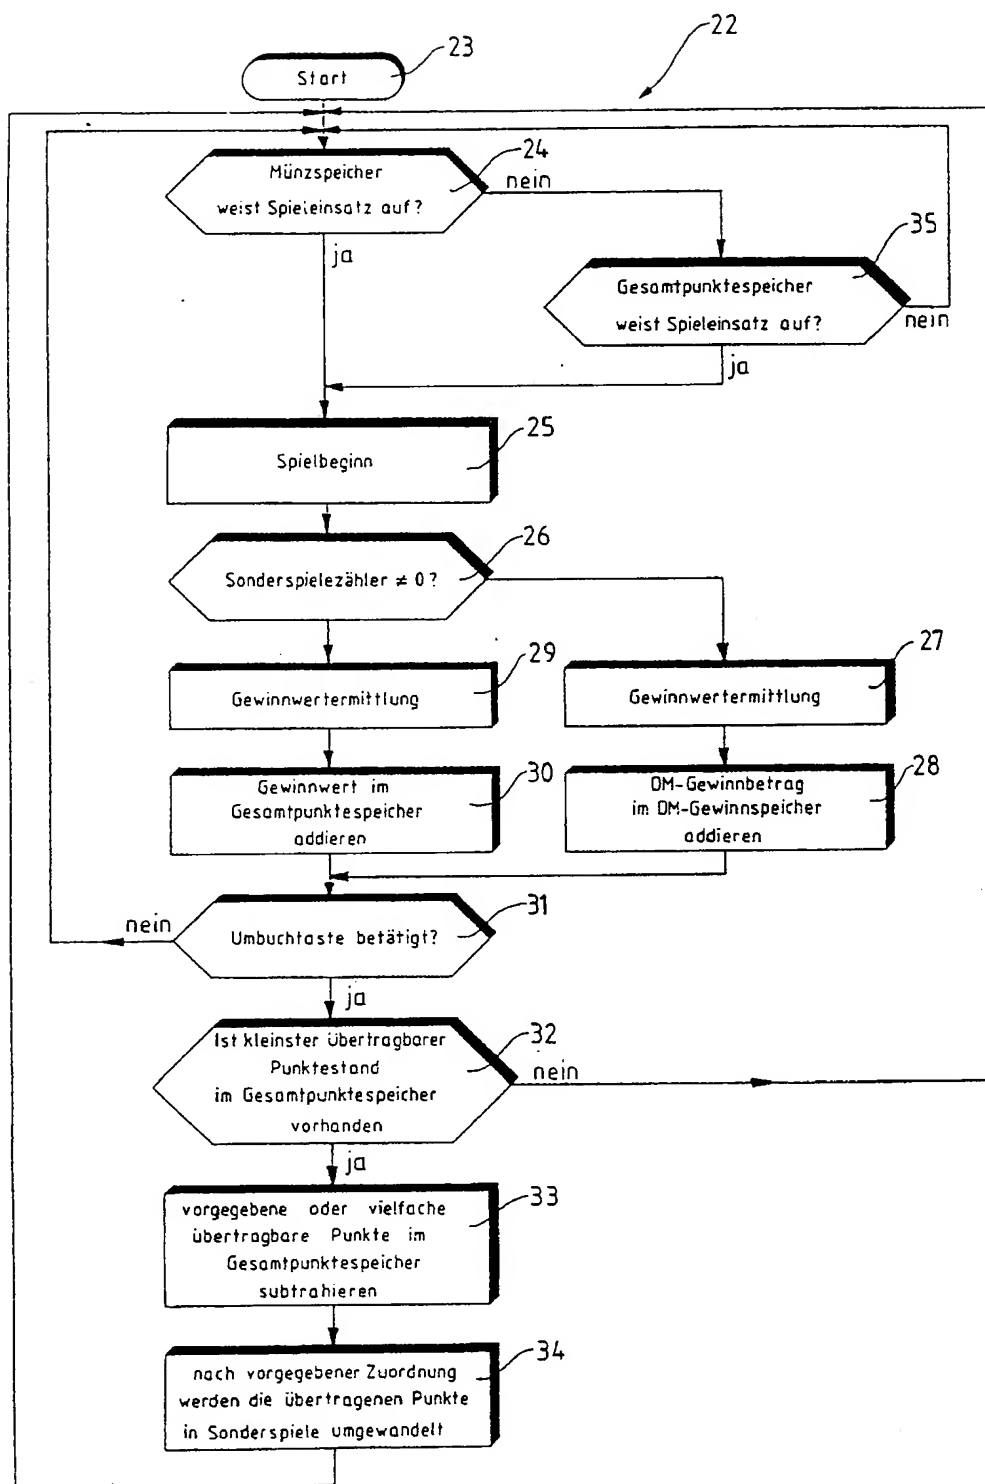 22
23
Start
24
Münzspeicher
weist Spieleinsatz auf?
nein
ja
35
Gesamtpunktespeicher
weist Spieleinsatz auf?
nein
ja
25
Spielbeginn
26
Sonderspielezähler ≠ 0?
29
Gewinnwertermittlung
27
Gewinnwertermittlung
30
Gewinnwert im
Gesamtpunktespeicher
addieren
28
DM-Gewinnbetrag
im DM-Gewinnspeicher
addieren
31
nein
Umbuchtaste betätigt?
ja
32
Ist kleinster übertragbarer
Punktestand
im Gesamtpunktespeicher
vorhanden
nein
ja
33
vorgegebene oder vielfache
übertragbare Punkte im
Gesamtpunktespeicher
subtrahieren
34
nach vorgegebener Zuordnung
werden die übertragenen Punkte
in Sonderspiele umgewandelt